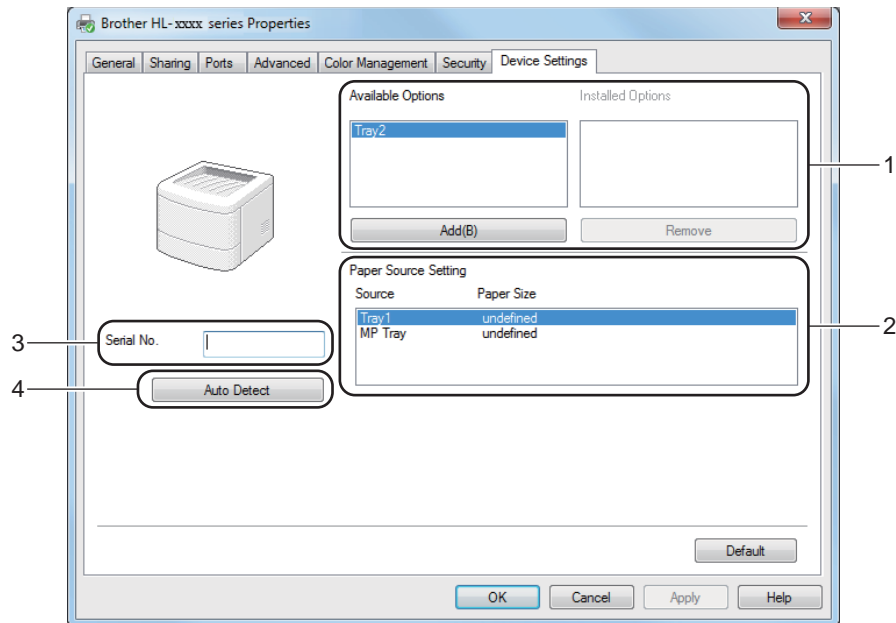 Brother HL-xxxx series Properties
General Sharing Ports Advanced Color Management Security Device Settings
Available Options Installed Options
Tray2
1
Add(B) Remove
Paper Source Setting
Source Paper Size
Tray1 undefined
MP Tray undefined
2
3
Serial No.
4
Auto Detect
Default
OK Cancel Apply Help